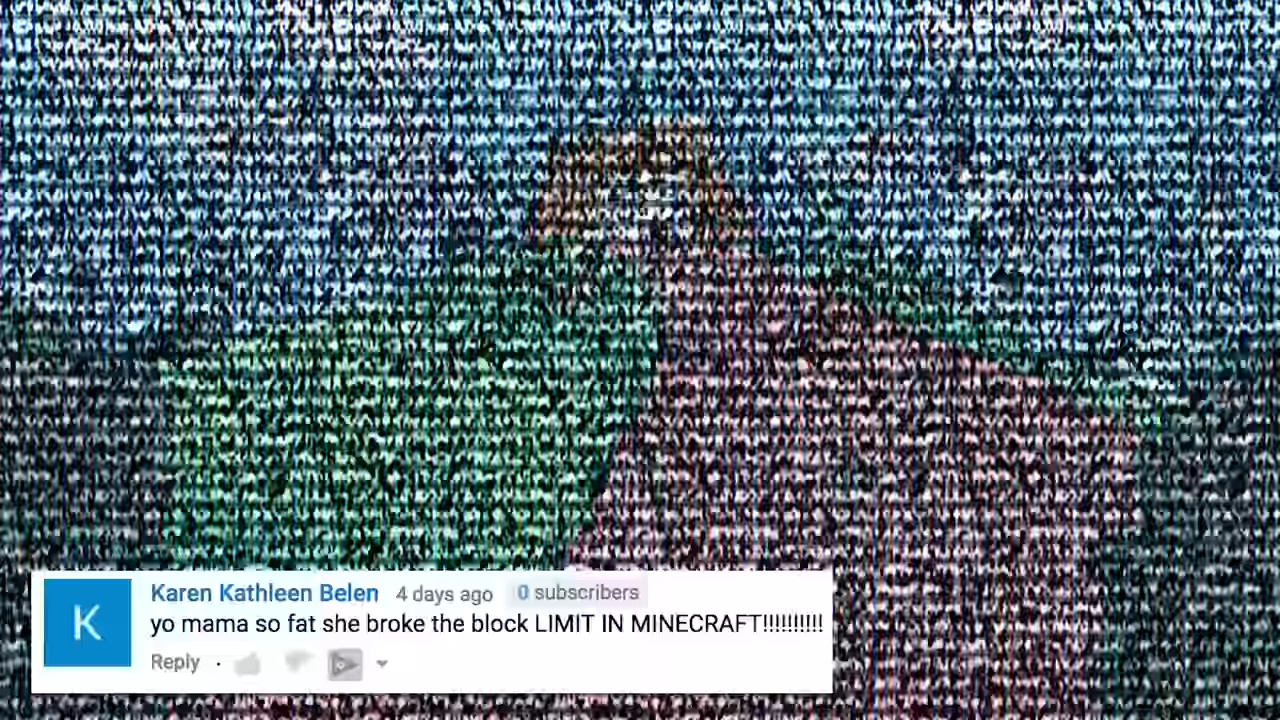 K
Karen Kathleen Belen 4 days ago 0 subscribers
yo mama so fat she broke the block LIMIT IN MINECRAFT!!!!!!!!!!
Reply ·